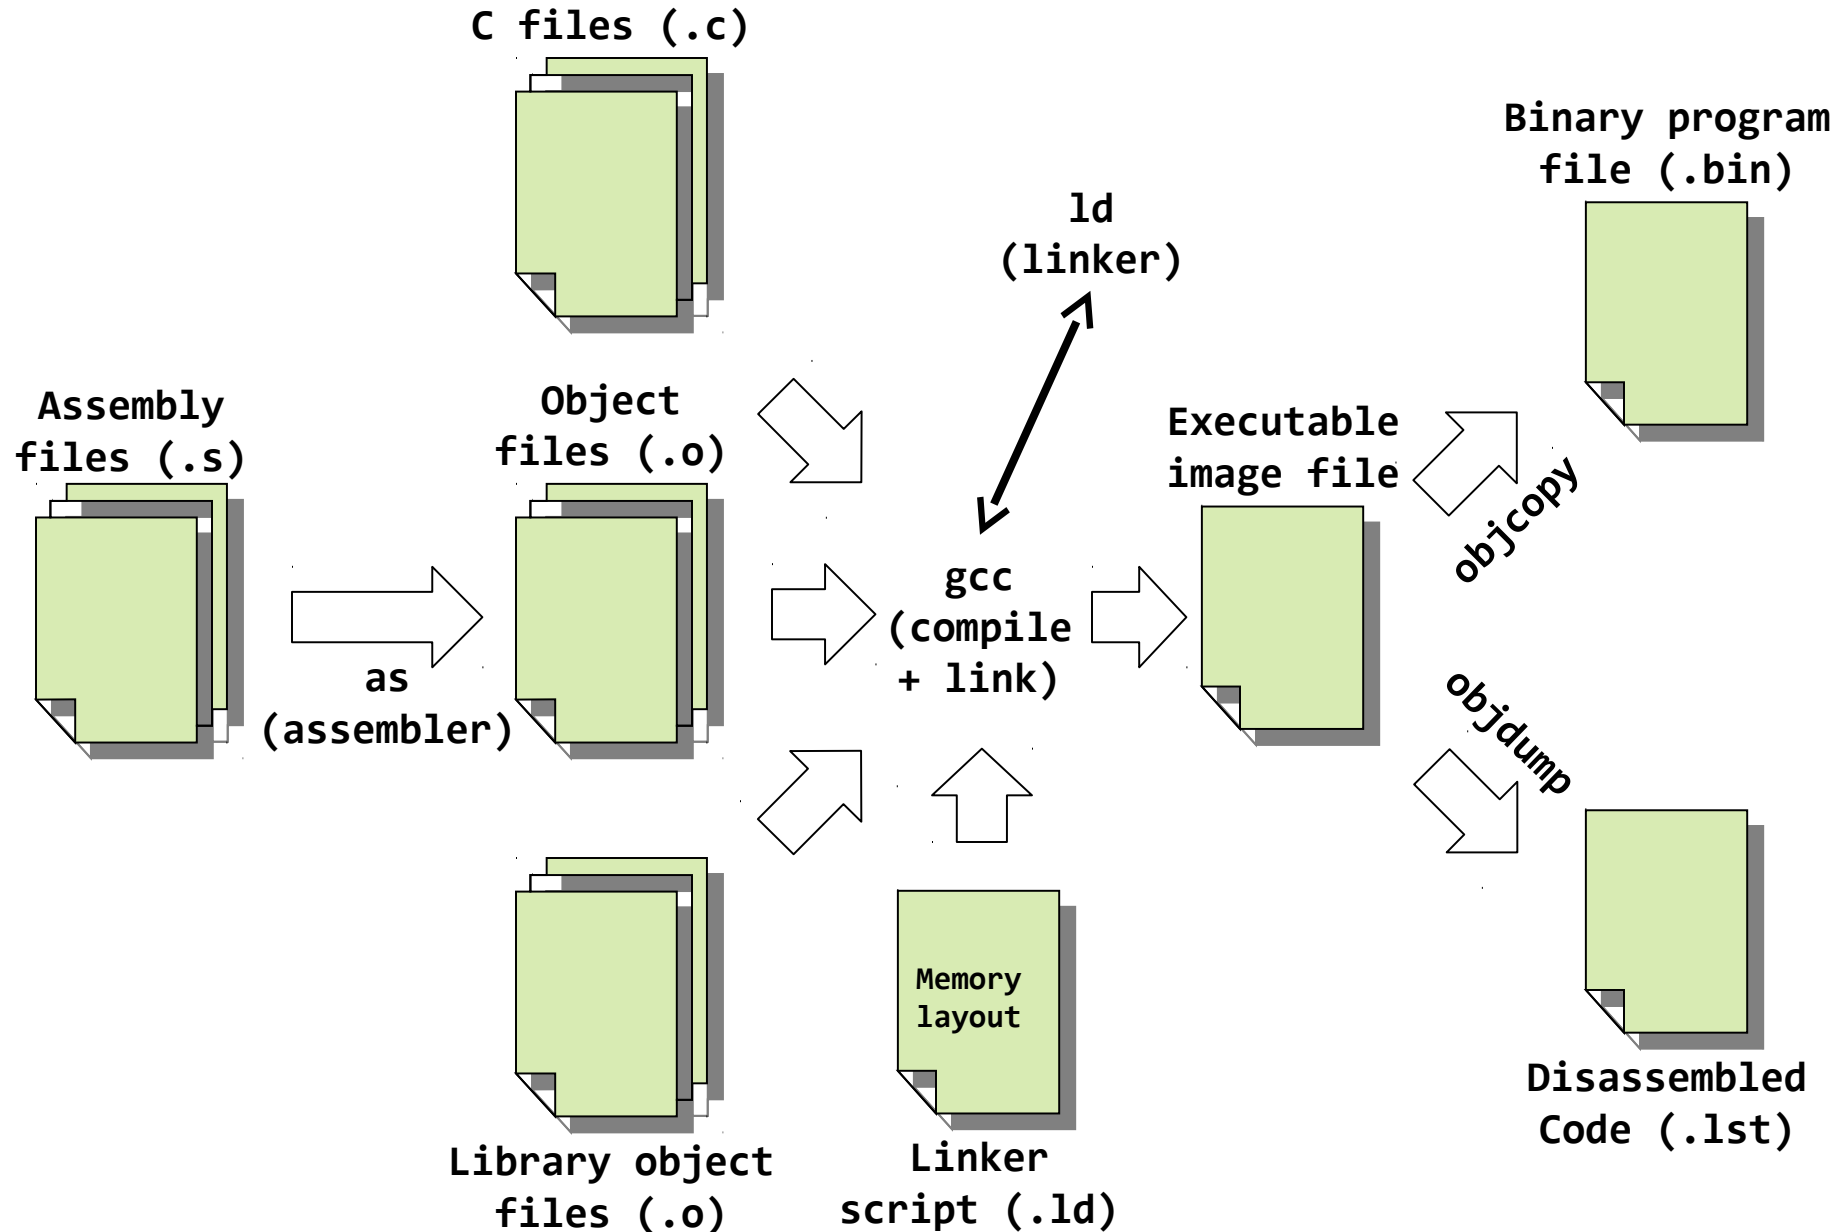 C files (.c)
Binary program
file (.bin)
ld
(linker)
Assembly
files (.s)
Object
files (.o)
Executable
image file
objcopy
gcc
(compile
+ link)
as
(assembler)
objdump
Memory
layout
Disassembled
Code (.lst)
Library object
files (.o)
Linker
script (.ld)